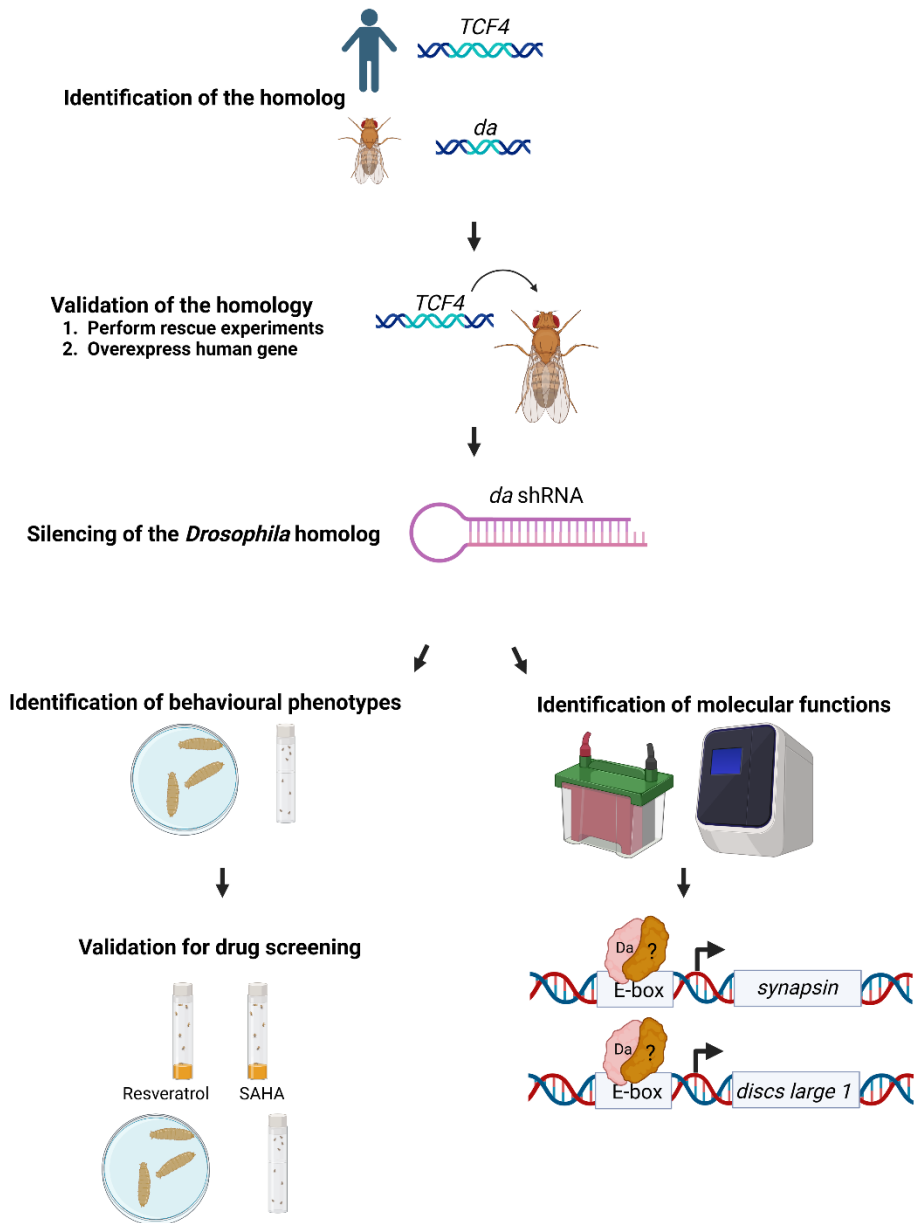 TCF4
Identification of the homolog
da
Validation of the homology
1. Perform rescue experiments
2. Overexpress human gene
TCF4
da shRNA
Silencing of the Drosophila homolog
Identification of behavioural phenotypes
Identification of molecular functions
Validation for drug screening
Da ?
E-box
synapsin
Da ?
E-box
discs large 1
Resveratrol SAHA